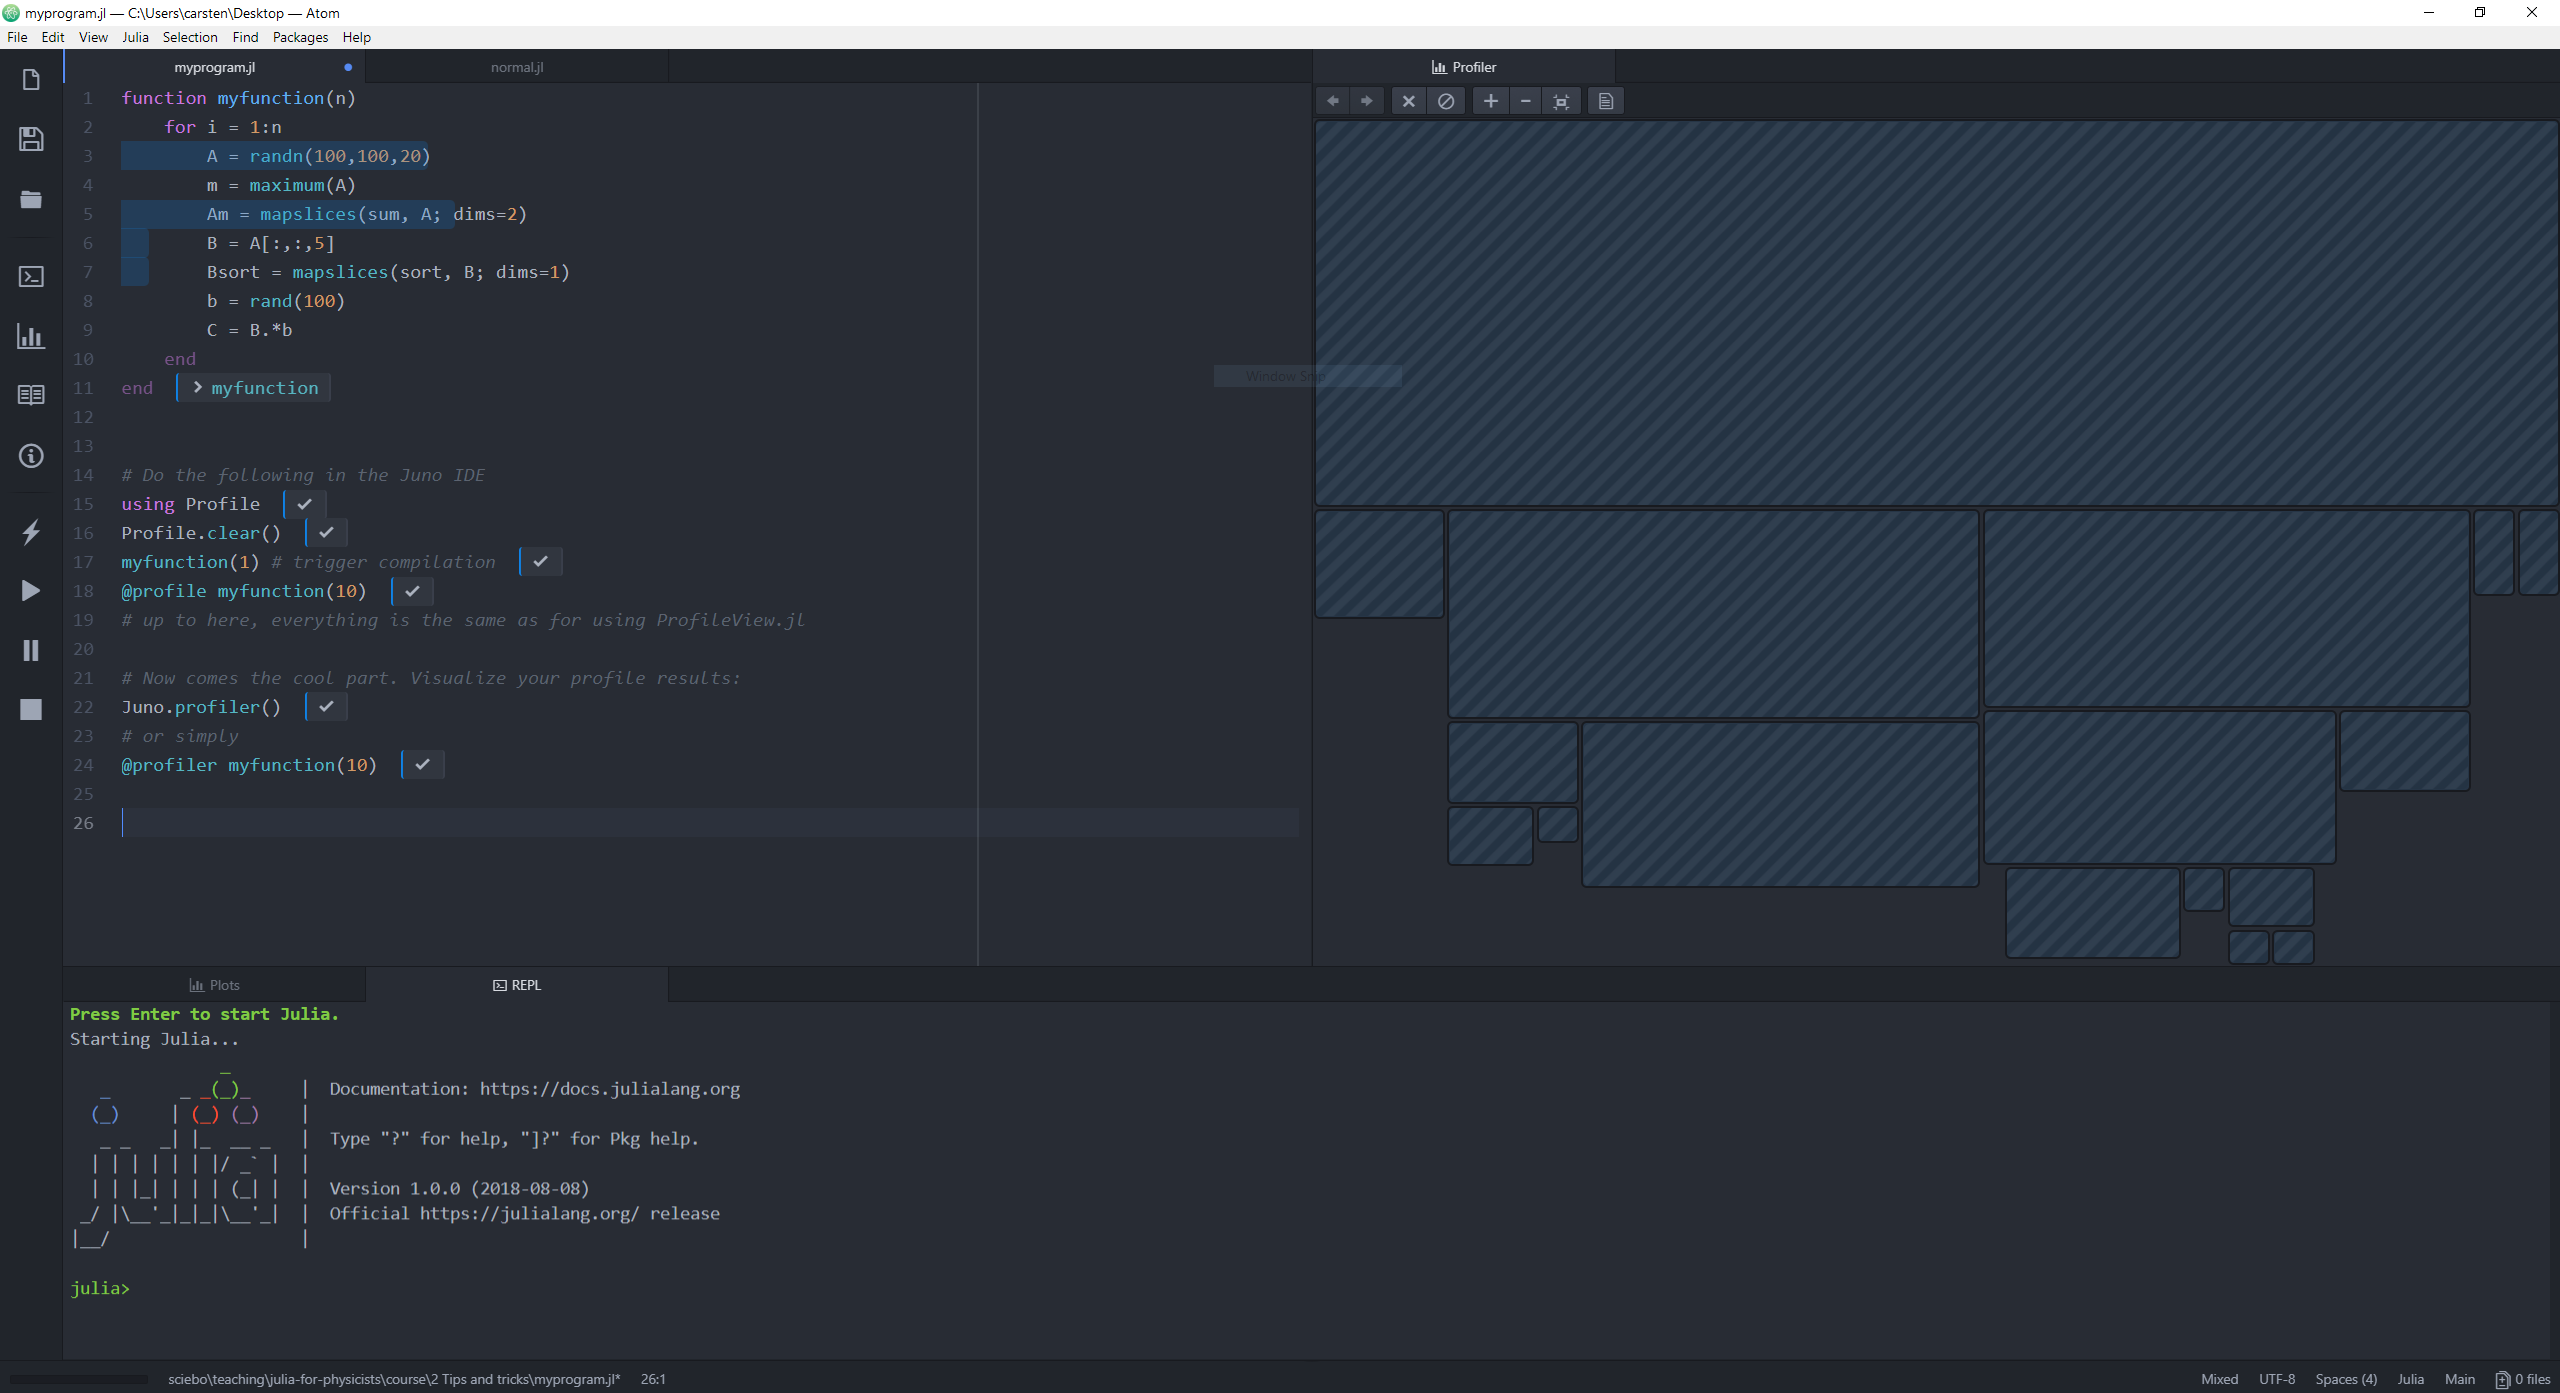 myprogram.jl — C:\Users\carsten\Desktop — Atom
File Edit View Julia Selection Find Packages Help
myprogram.jl normal.jl
1 function myfunction(n)
2     for i = 1:n
3         A = randn(100,100,20)
4         m = maximum(A)
5         Am = mapslices(sum, A; dims=2)
6         B = A[:,:,5]
7         Bsort = mapslices(sort, B; dims=1)
8         b = rand(100)
9         C = B.*b
10     end
11 end > myfunction
12
13
14 # Do the following in the Juno IDE
15 using Profile ✓
16 Profile.clear() ✓
17 myfunction(1) # trigger compilation ✓
18 @profile myfunction(10) ✓
19 # up to here, everything is the same as for using ProfileView.jl
20
21 # Now comes the cool part. Visualize your profile results:
22 Juno.profiler() ✓
23 # or simply
24 @profiler myfunction(10) ✓
25
26
Profiler
Window Snip
Plots REPL
Press Enter to start Julia.
Starting Julia...
               _
   _       _ _(_)_     |  Documentation: https://docs.julialang.org
  (_)     | (_) (_)    |
   _ _   _| |_  __ _   |  Type "?" for help, "]?" for Pkg help.
  | | | | | | |/ _` |  |
  | | |_| | | | (_| |  |  Version 1.0.0 (2018-08-08)
 _/ |\__'_|_|_|\__'_|  |  Official https://julialang.org/ release
|__/                   |
julia>
sciebo\teaching\julia-for-physicists\course\2 Tips and tricks\myprogram.jl* 26:1 Mixed UTF-8 Spaces (4) Julia Main 0 files